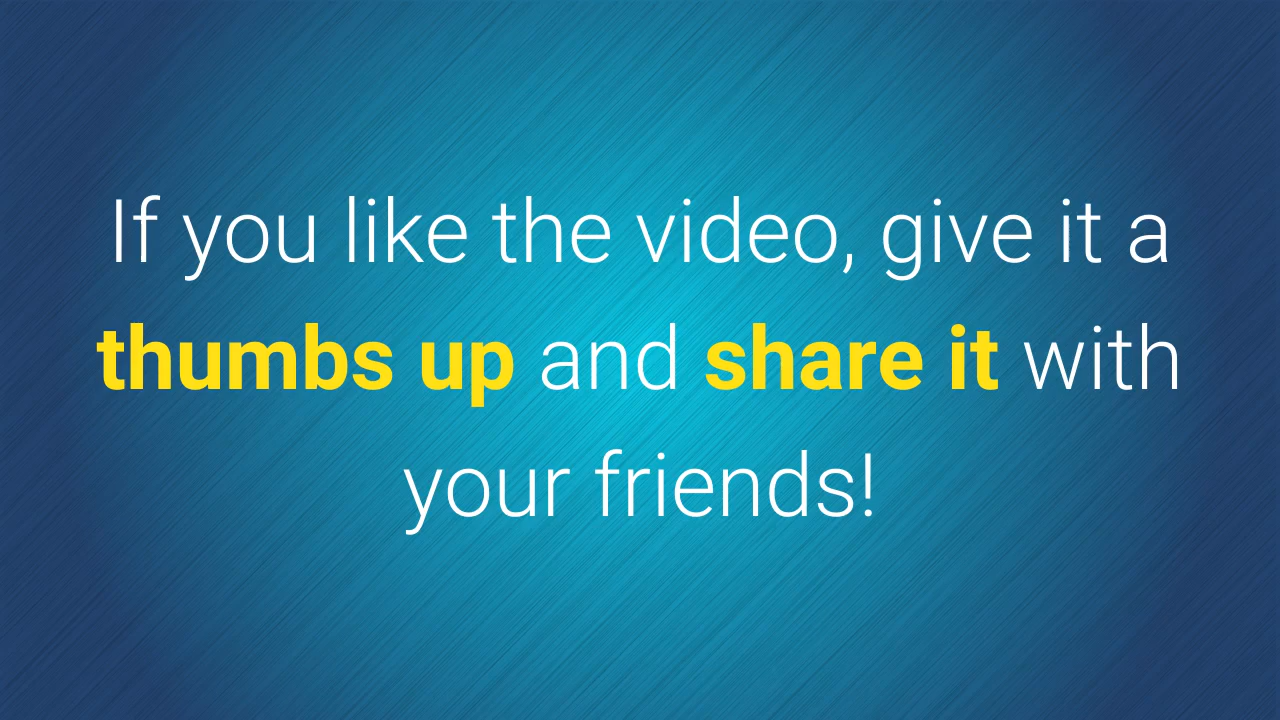 If you like the video, give it a
thumbs up and share it with
your friends!